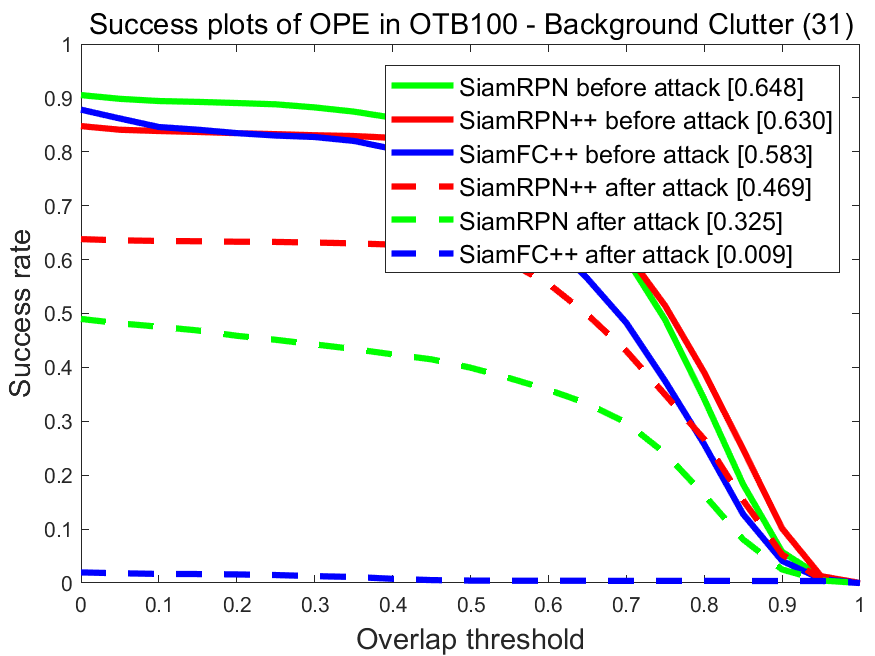 Success plots of OPE in OTB100 - Background Clutter (31)
SiamRPN before attack [0.648]
SiamRPN++ before attack [0.630]
SiamFC++ before attack [0.583]
SiamRPN++ after attack [0.469]
SiamRPN after attack [0.325]
SiamFC++ after attack [0.009]
Success rate
1
0.9
0.8
0.7
0.6
0.5
0.4
0.3
0.2
0.1
0
0 0.1 0.2 0.3 0.4 0.5 0.6 0.7 0.8 0.9 1
Overlap threshold